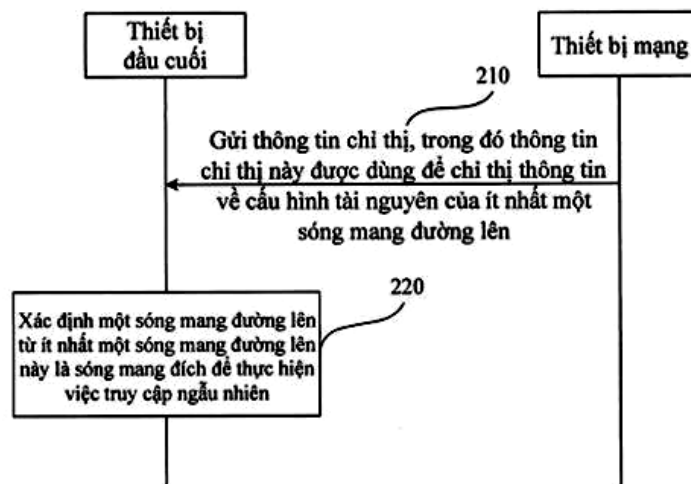 Thiết bị
đầu cuối
Thiết bị mạng
210
Gửi thông tin chỉ thị, trong đó thông tin
chỉ thị này được dùng để chỉ thị thông tin
về cấu hình tài nguyên của ít nhất một
sóng mang đường lên
220
Xác định một sóng mang đường lên
từ ít nhất một sóng mang đường lên
này là sóng mang đích để thực hiện
việc truy cập ngẫu nhiên